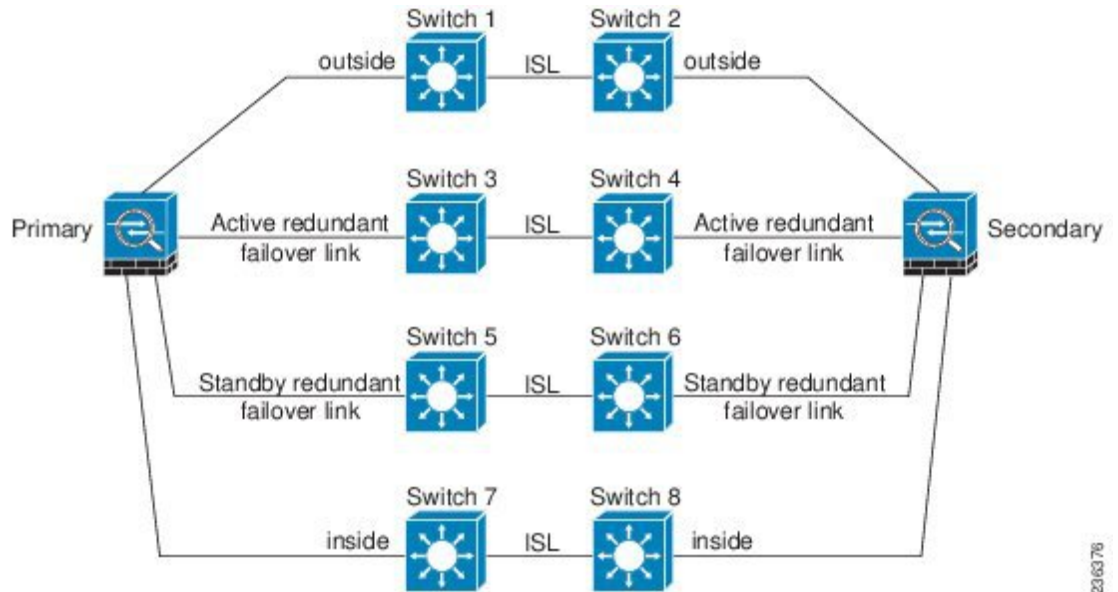 Switch 1
Switch 2
outside
ISL
outside
Switch 3
Switch 4
Primary
Active redundant
failover link
ISL
Active redundant
failover link
Secondary
Switch 5
Switch 6
Standby redundant
failover link
ISL
Standby redundant
failover link
Switch 7
Switch 8
inside
ISL
inside
236376